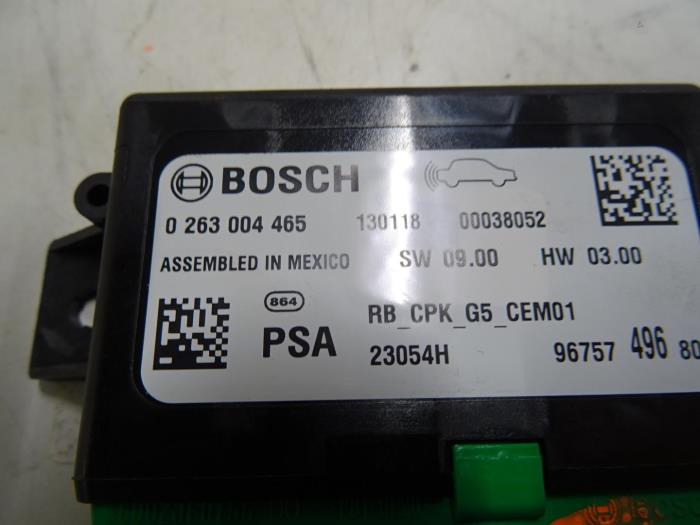 BOSCH
0 263 004 465 130118 00038052
ASSEMBLED IN MEXICO SW 09.00 HW 03.00
864 RB_CPK_G5_CEM01
PSA 23054H 96757 496 80